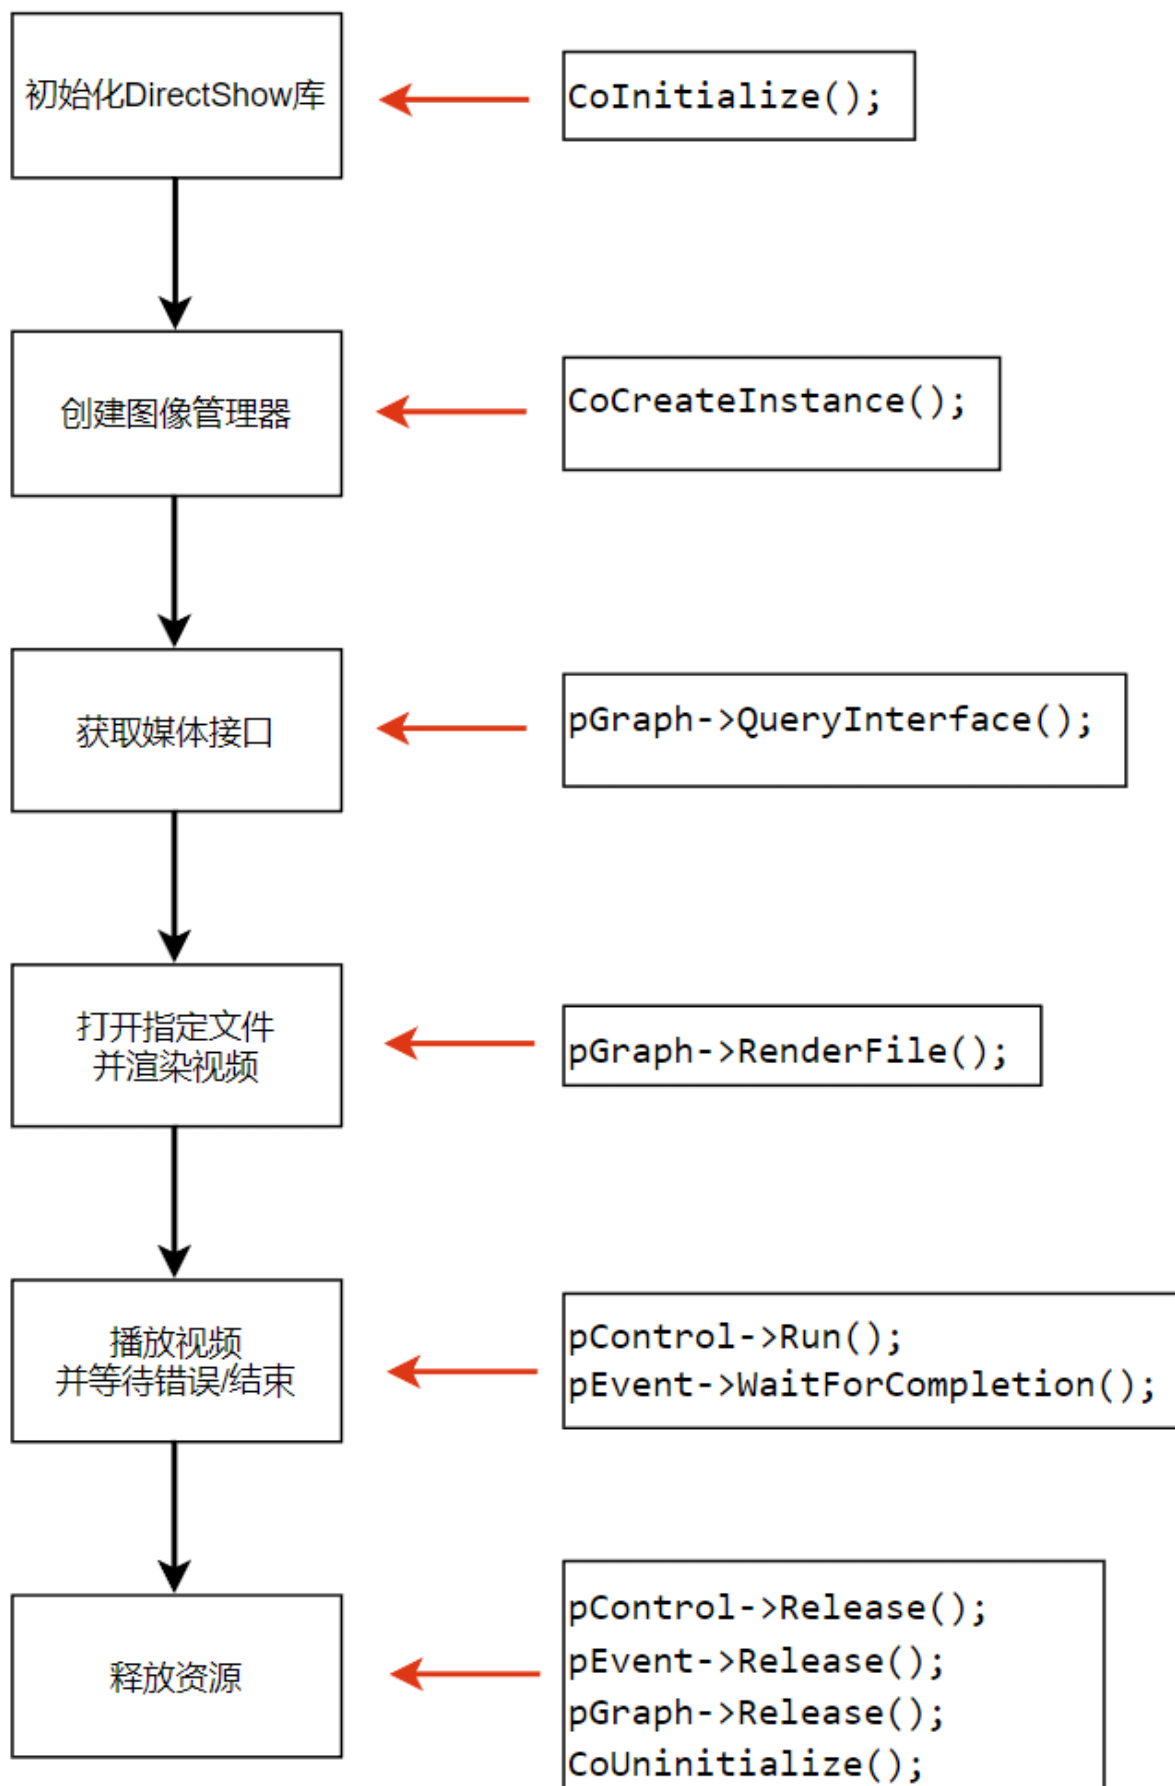 初始化DirectShow库
CoInitialize();
创建图像管理器
CoCreateInstance();
获取媒体接口
pGraph->QueryInterface();
打开指定文件
并渲染视频
pGraph->RenderFile();
播放视频
并等待错误/结束
pControl->Run();
pEvent->WaitForCompletion();
释放资源
pControl->Release();
pEvent->Release();
pGraph->Release();
CoUninitialize();